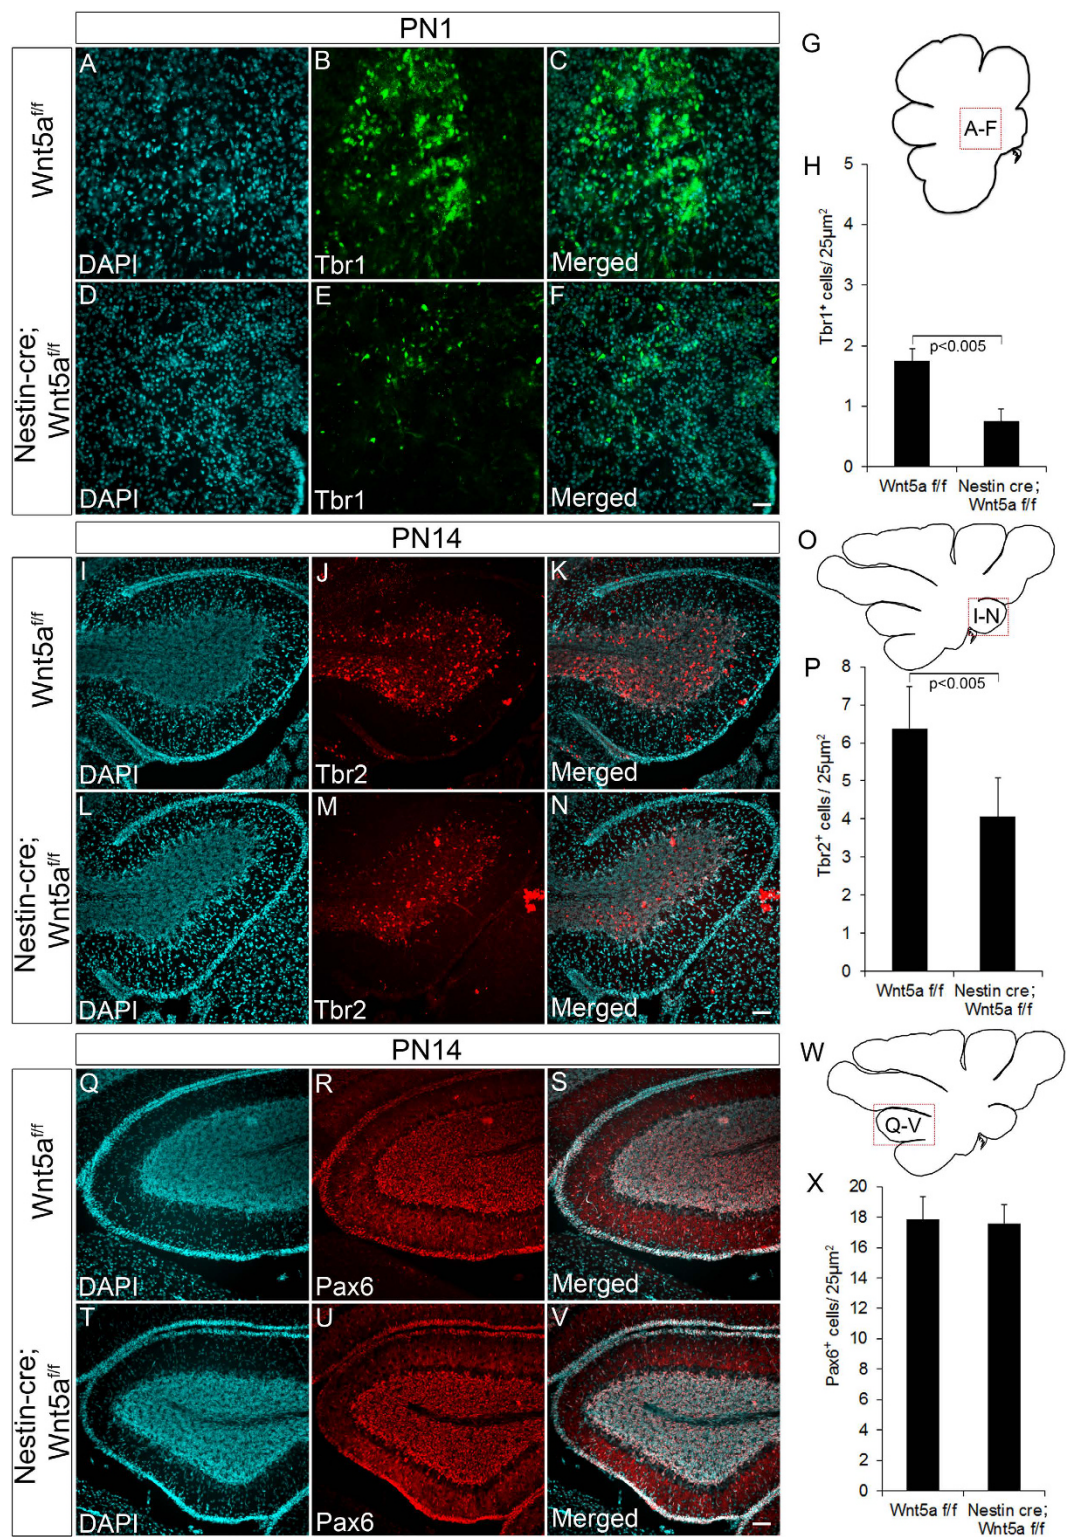 PN1
Wnt5a^f/f
A
DAPI
B
Tbr1
C
Merged
Nestin-cre;
Wnt5a^f/f
D
DAPI
E
Tbr1
F
Merged
G
A-F
H
Tbr1⁺ cells/ 25µm²
5
4
3
2
1
0
p<0.005
Wnt5a f/f
Nestin cre;
Wnt5a f/f
PN14
Wnt5a^f/f
I
DAPI
J
Tbr2
K
Merged
Nestin-cre;
Wnt5a^f/f
L
DAPI
M
Tbr2
N
Merged
O
I-N
P
Tbr2⁺ cells / 25µm²
8
7
6
5
4
3
2
1
0
p<0.005
Wnt5a f/f
Nestin cre;
Wnt5a f/f
PN14
Wnt5a^f/f
Q
DAPI
R
Pax6
S
Merged
Nestin-cre;
Wnt5a^f/f
T
DAPI
U
Pax6
V
Merged
W
Q-V
X
Pax6⁺ cells/ 25µm²
20
18
16
14
12
10
8
6
4
2
0
Wnt5a f/f
Nestin cre;
Wnt5a f/f